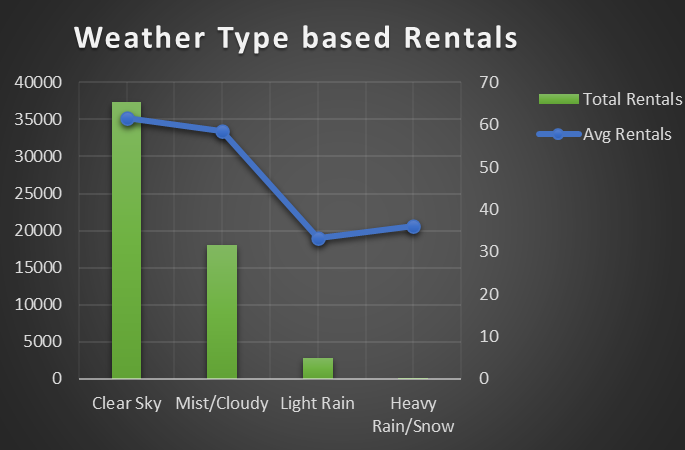 Weather Type based Rentals
40000
35000
30000
25000
20000
15000
10000
5000
0
70
60
50
40
30
20
10
0
Clear Sky
Mist/Cloudy
Light Rain
Heavy
Rain/Snow
Total Rentals
Avg Rentals